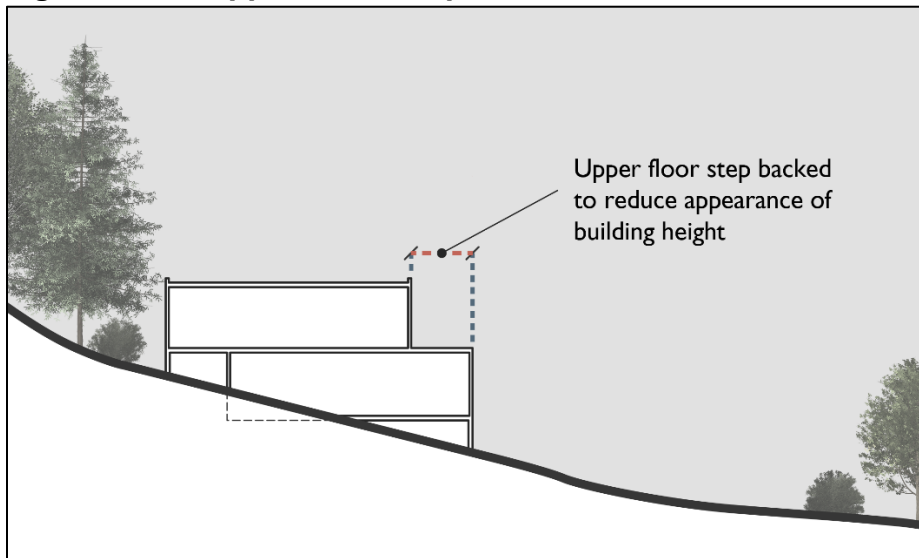 Upper floor step backed
to reduce appearance of
building height